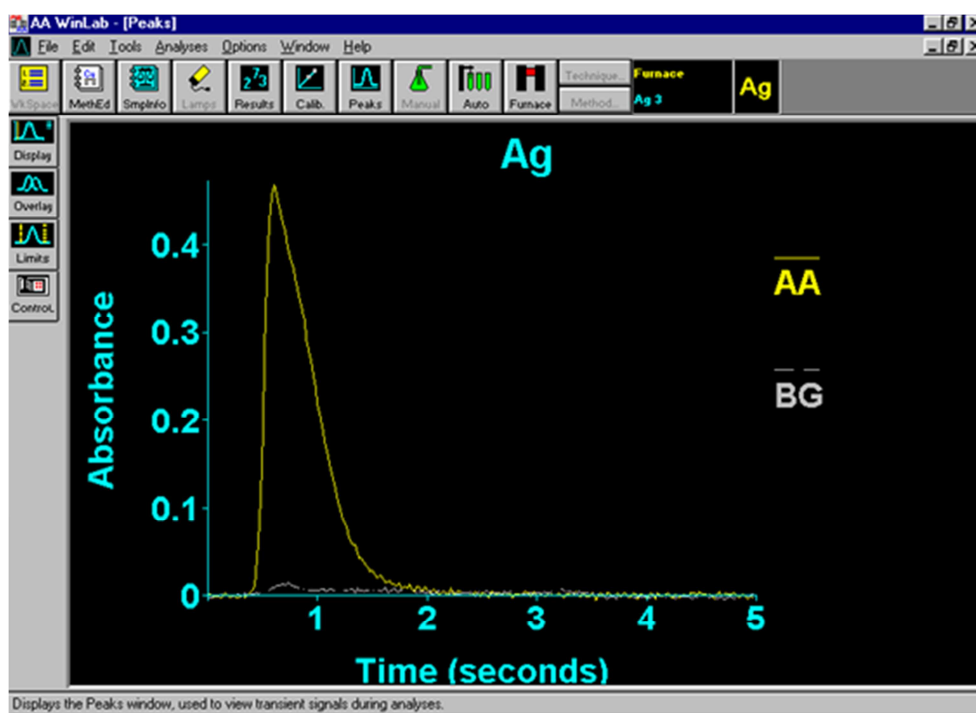 AA WinLab - [Peaks]
File Edit Tools Analyses Options Window Help
WkSpace MethEd SmpInfo Lamps Results Calib. Peaks Manual Auto Furnace Technique... Method... Furnace Ag 3 Ag
Display
Overlay
Limits
Control.
Ag
Absorbance
0.4
0.3
0.2
0.1
0
1 2 3 4 5
Time (seconds)
AA
BG
Displays the Peaks window, used to view transient signals during analyses.